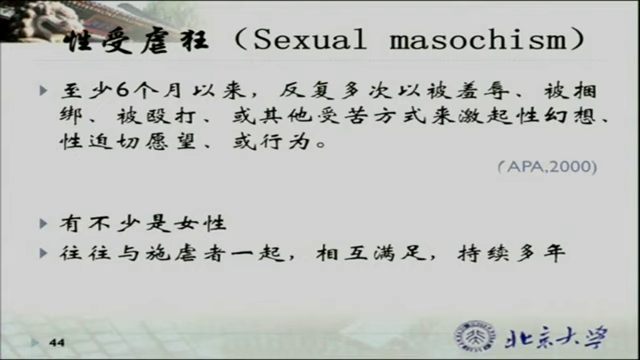 性受虐狂（Sexual masochism）
至少6个月以来，反复多次以被羞辱、被捆
绑、被殴打、或其他受苦方式来激起性幻想、
性迫切愿望、或行为。
（APA,2000)
有不少是女性
往往与施虐者一起，相互满足，持续多年
44
北京大学